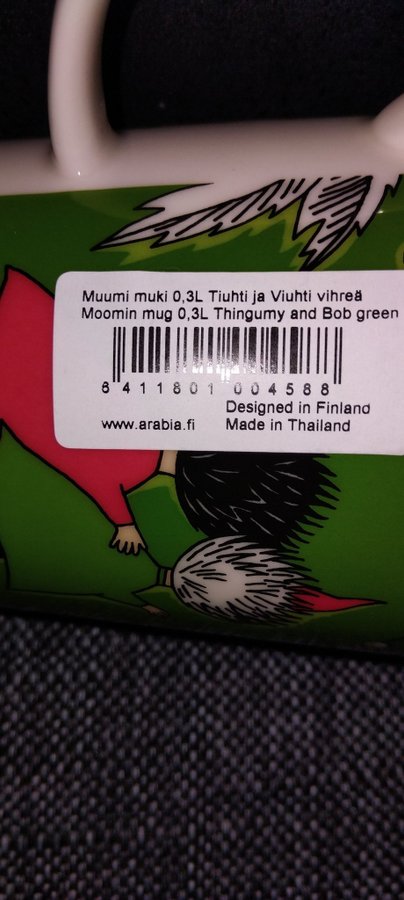 Muumi muki 0,3L Tiuhti ja Viuhti vihreä
Moomin mug 0,3L Thingumy and Bob green
6 411801 004588
Designed in Finland
www.arabia.fi Made in Thailand